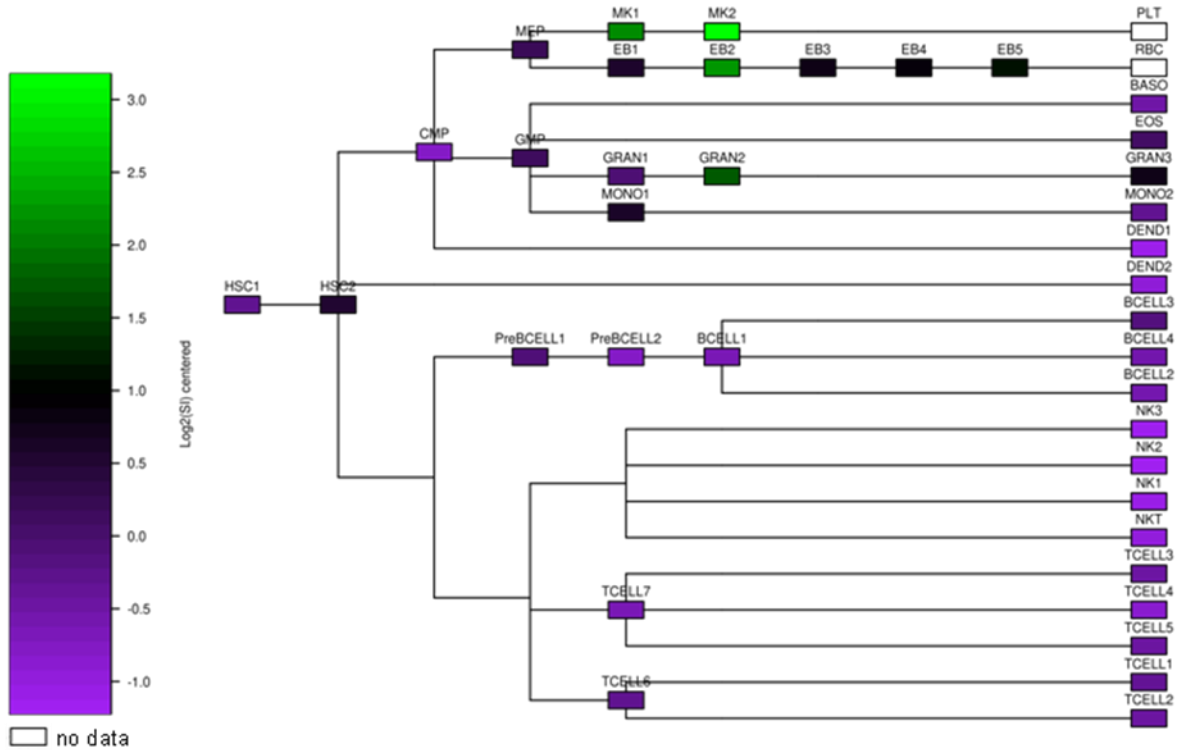 MK1 MK2 PLT
MEP EB1 EB2 EB3 EB4 EB5 RBC
BASO
EOS
CMP GMP
GRAN1 GRAN2 GRAN3
MONO1 MONO2
DEND1
DEND2
HSC1 HSC2
BCELL3
PreBCELL1 PreBCELL2 BCELL1 BCELL4
BCELL2
NK3
NK2
NK1
NKT
TCELL3
TCELL7 TCELL4
TCELL5
TCELL1
TCELL6 TCELL2
3.0
2.5
2.0
1.5
1.0
0.5
0.0
-0.5
-1.0
Log2(SI) centered
no data